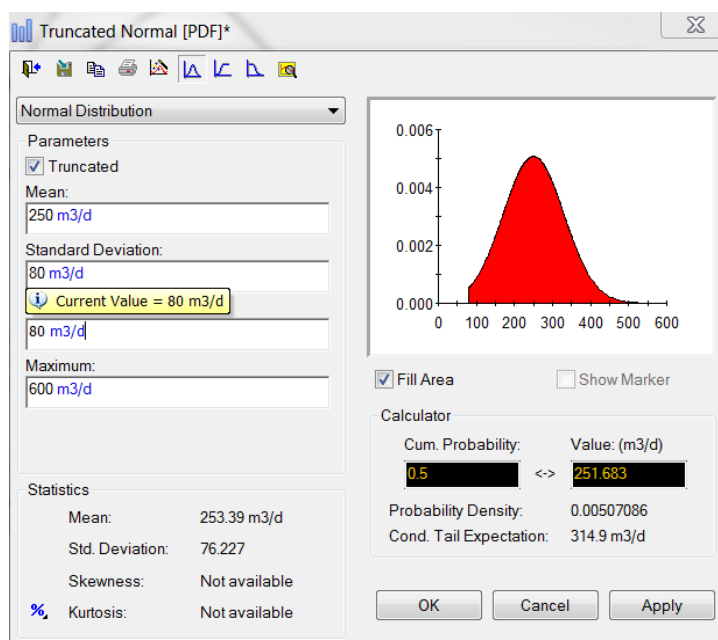 Truncated Normal [PDF]*
Normal Distribution
Parameters
Truncated
Mean:
250 m3/d
Standard Deviation:
80 m3/d
Current Value = 80 m3/d
80 m3/d
Maximum:
600 m3/d
Statistics
Mean: 253.39 m3/d
Std. Deviation: 76.227
Skewness: Not available
% Kurtosis: Not available
0.006
0.004
0.002
0.000
0 100 200 300 400 500 600
Fill Area Show Marker
Calculator
Cum. Probability: Value: (m3/d)
0.5 <-> 251.683
Probability Density: 0.00507086
Cond. Tail Expectation: 314.9 m3/d
OK Cancel Apply